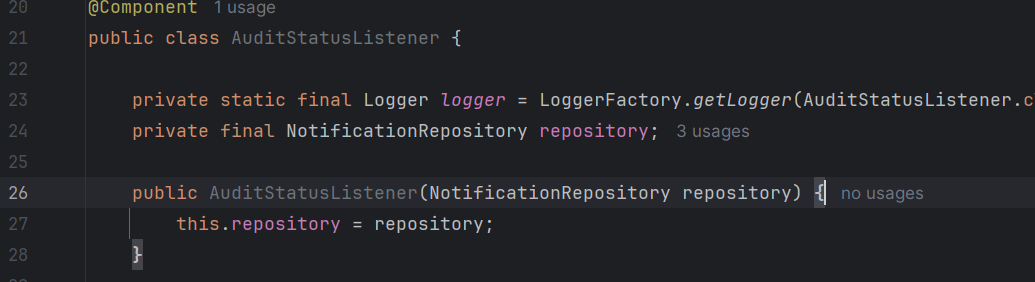 20 @Component 1 usage
21 public class AuditStatusListener {
22
23 private static final Logger logger = LoggerFactory.getLogger(AuditStatusListener.c
24 private final NotificationRepository repository; 3 usages
25
26 public AuditStatusListener(NotificationRepository repository) { no usages
27 this.repository = repository;
28 }